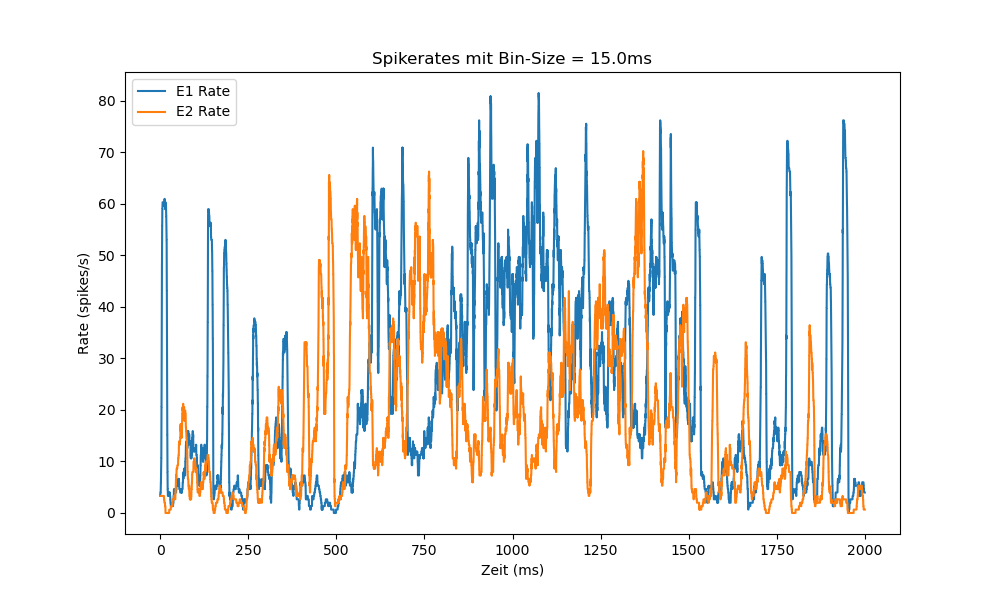 Spikerates mit Bin-Size = 15.0ms
E1 Rate
E2 Rate
Rate (spikes/s)
80
70
60
50
40
30
20
10
0
0 250 500 750 1000 1250 1500 1750 2000
Zeit (ms)